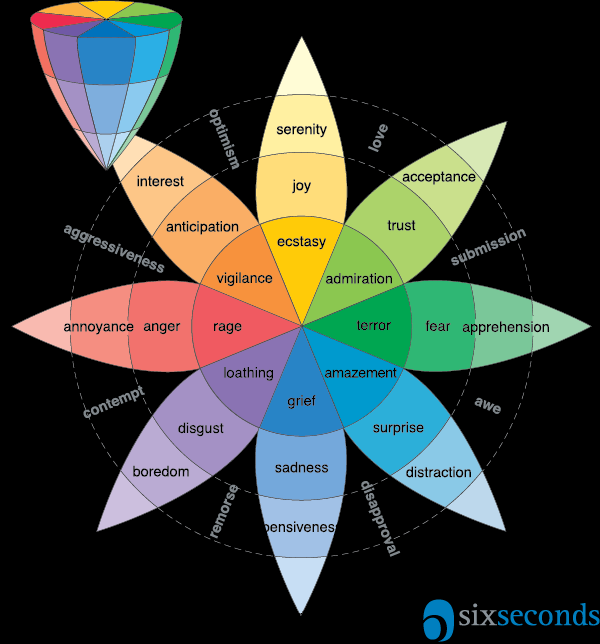 serenity
optimism
love
interest
joy
acceptance
anticipation
trust
ecstasy
aggressiveness
submission
vigilance
admiration
annoyance
anger
rage
terror
fear
apprehension
loathing
amazement
contempt
grief
awe
disgust
surprise
boredom
sadness
distraction
remorse
disapproval
pensiveness
sixseconds